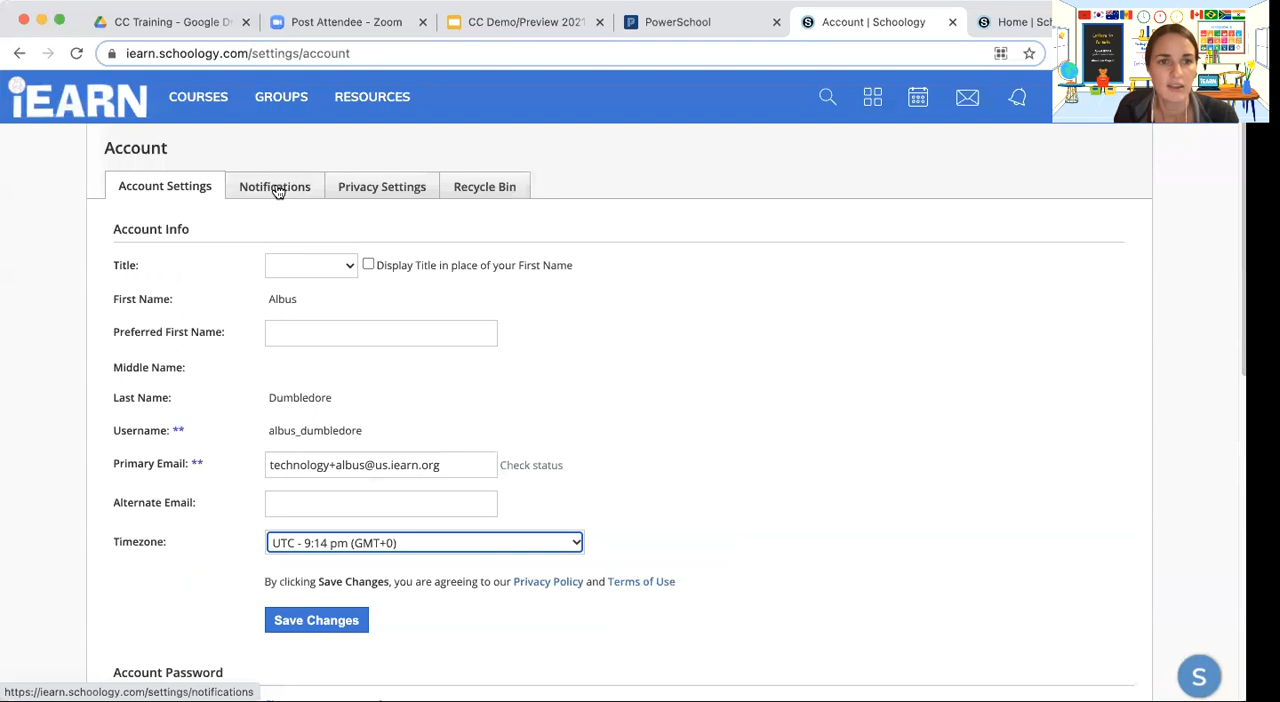 CC Training - Google Dr
Post Attendee - Zoom
CC Demo/Preview 2021
PowerSchool
Account | Schoology
Home | Sch
iearn.schoology.com/settings/account
iEARN
COURSES
GROUPS
RESOURCES
Account
Account Settings
Notifications
Privacy Settings
Recycle Bin
Account Info
Title:
Display Title in place of your First Name
First Name:
Albus
Preferred First Name:
Middle Name:
Last Name:
Dumbledore
Username: **
albus_dumbledore
Primary Email: **
technology+albus@us.iearn.org
Check status
Alternate Email:
Timezone:
UTC - 9:14 pm (GMT+0)
By clicking Save Changes, you are agreeing to our Privacy Policy and Terms of Use
Save Changes
Account Password
S
https://iearn.schoology.com/settings/notifications